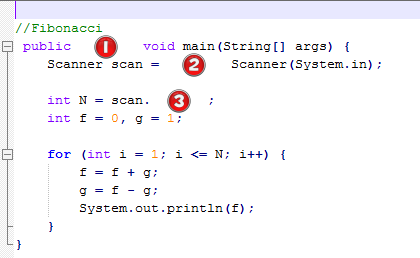 //Fibonacci
public 1 void main(String[] args) {
Scanner scan = 2 Scanner(System.in);
int N = scan. 3 ;
int f = 0, g = 1;
for (int i = 1; i <= N; i++) {
f = f + g;
g = f - g;
System.out.println(f);
}
}